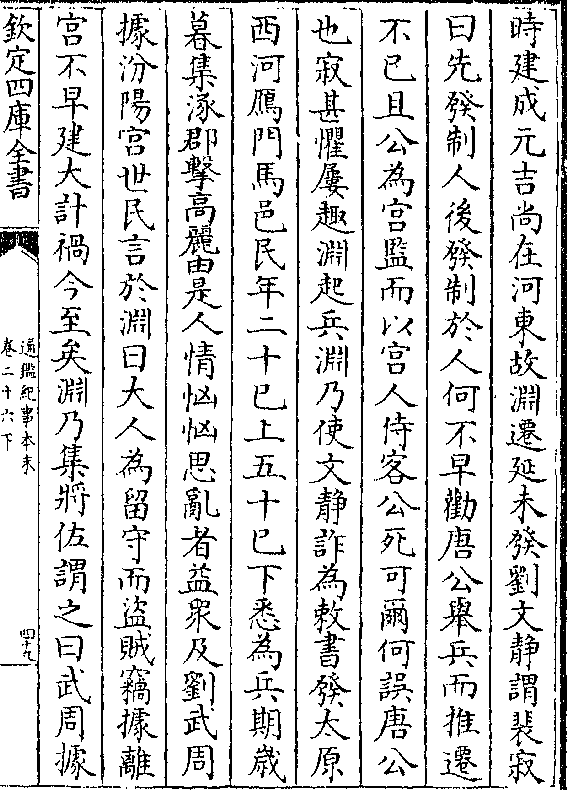 時建成元吉尚在河東故淵遷延未發劉文静謂裴寂
曰先發制人後發制於人何不早勸唐公舉兵而推遷
不已且公為宫監而以宫人侍客公死可爾何誤唐公
也寂甚懼屢趣淵起兵淵乃使文静詐為敕書發太原
西河鴈門馬邑民年二十已上五十已下悉為兵期歲
暮集涿郡擊髙麗由是人情恟恟思亂者益衆及劉武周
據汾陽宫世民言於淵曰大人為留守而盗賊竊據離
宫不早建大計禍今至矣淵乃集將佐謂之曰武周據
欽定四庫全書
通鑑紀事本末
卷二十六下
四十九